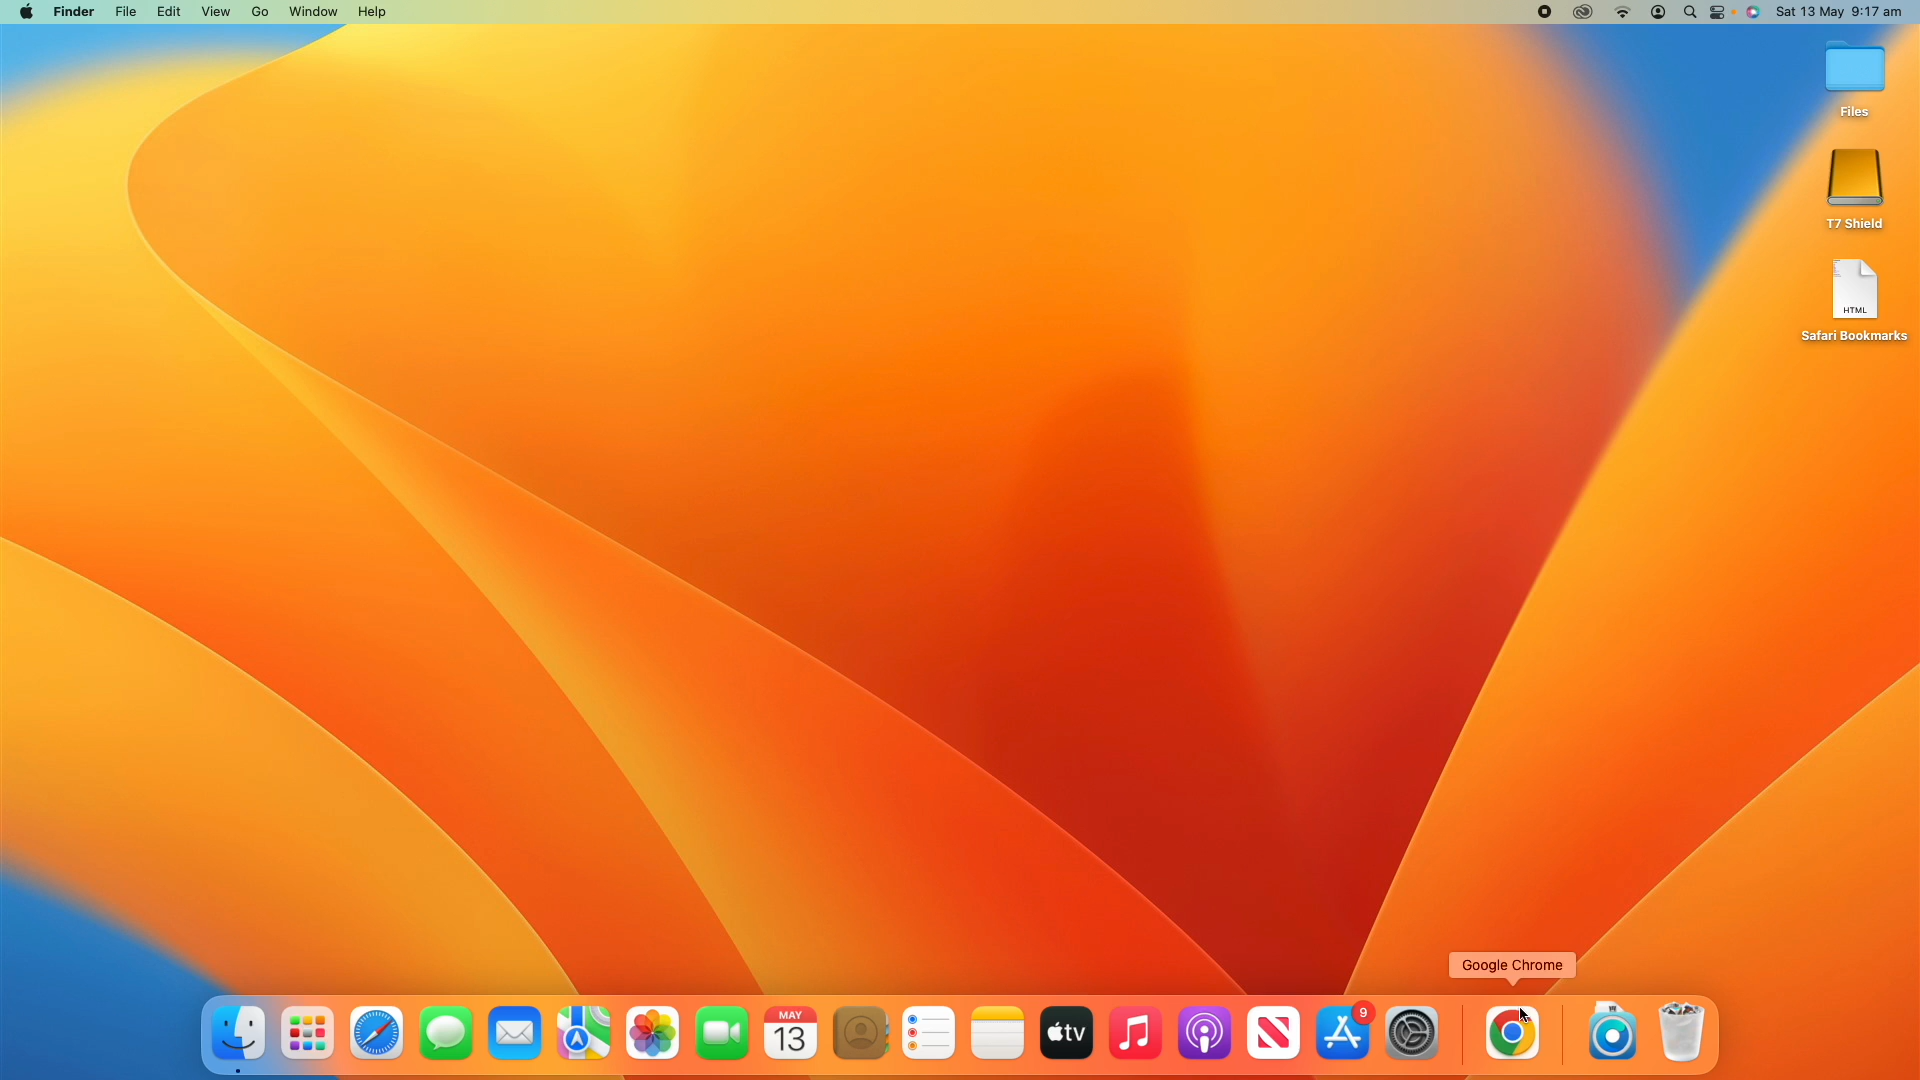 Finder File Edit View Go Window Help Sat 13 May 9:17 am
Files
T7 Shield
HTML
Safari Bookmarks
Google Chrome
MAY
13
tv
9